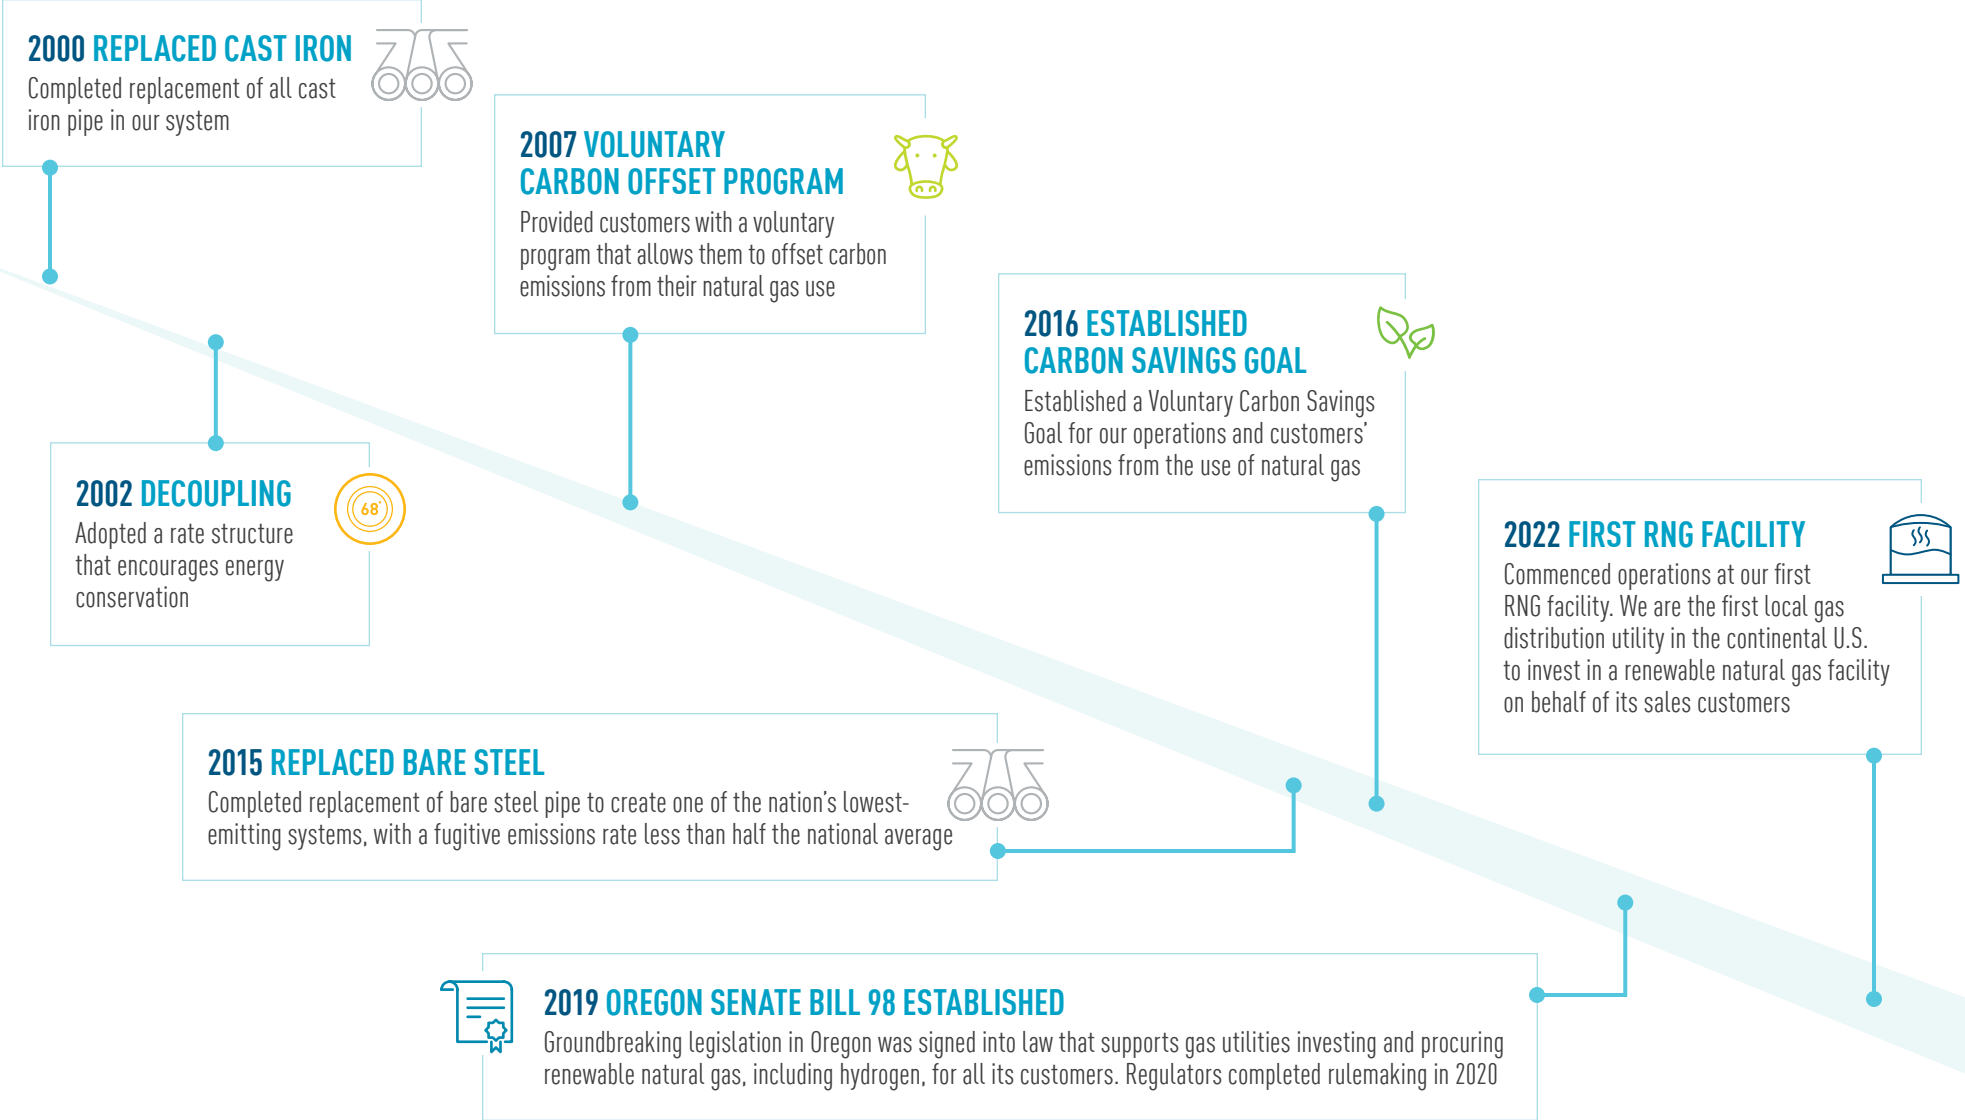 2000 REPLACED CAST IRON
Completed replacement of all cast
iron pipe in our system
2007 VOLUNTARY
CARBON OFFSET PROGRAM
Provided customers with a voluntary
program that allows them to offset carbon
emissions from their natural gas use
2016 ESTABLISHED
CARBON SAVINGS GOAL
Established a Voluntary Carbon Savings
Goal for our operations and customers’
emissions from the use of natural gas
2002 DECOUPLING
Adopted a rate structure
that encourages energy
conservation
68°
2022 FIRST RNG FACILITY
Commenced operations at our first
RNG facility. We are the first local gas
distribution utility in the continental U.S.
to invest in a renewable natural gas facility
on behalf of its sales customers
2015 REPLACED BARE STEEL
Completed replacement of bare steel pipe to create one of the nation’s lowest-
emitting systems, with a fugitive emissions rate less than half the national average
2019 OREGON SENATE BILL 98 ESTABLISHED
Groundbreaking legislation in Oregon was signed into law that supports gas utilities investing and procuring
renewable natural gas, including hydrogen, for all its customers. Regulators completed rulemaking in 2020